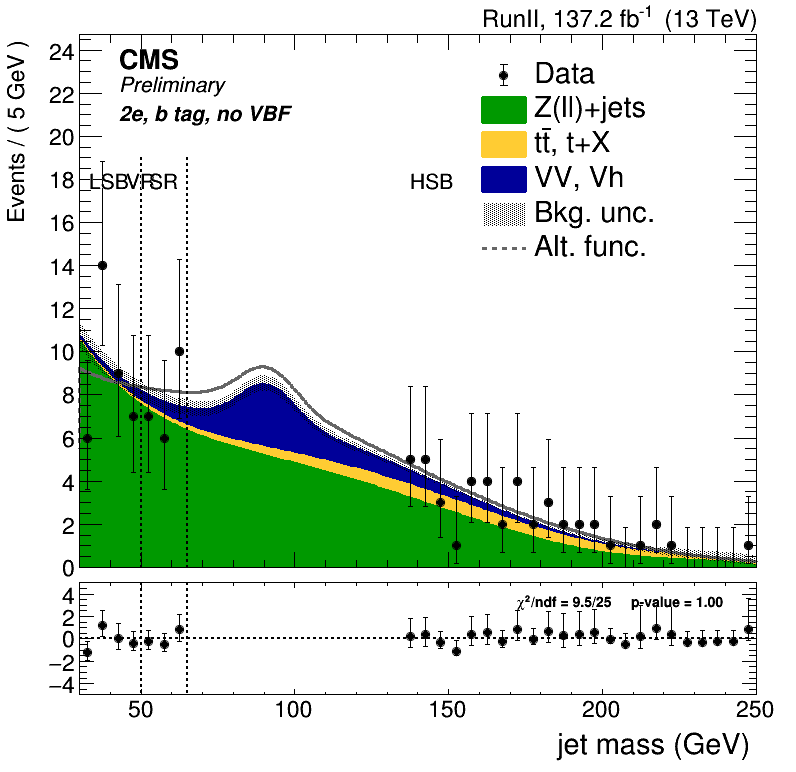 RunII, 137.2 fb⁻¹ (13 TeV)
Events / ( 5 GeV )
24
22
20
18
16
14
12
10
8
6
4
2
0
CMS
Preliminary
2e, b tag, no VBF
Data
Z(ll)+jets
tt̄, t+X
VV, Vh
Bkg. unc.
Alt. func.
LSB VR SR HSB
4
2
0
−2
−4
χ²/ndf = 9.5/25 p-value = 1.00
50 100 150 200 250
jet mass (GeV)